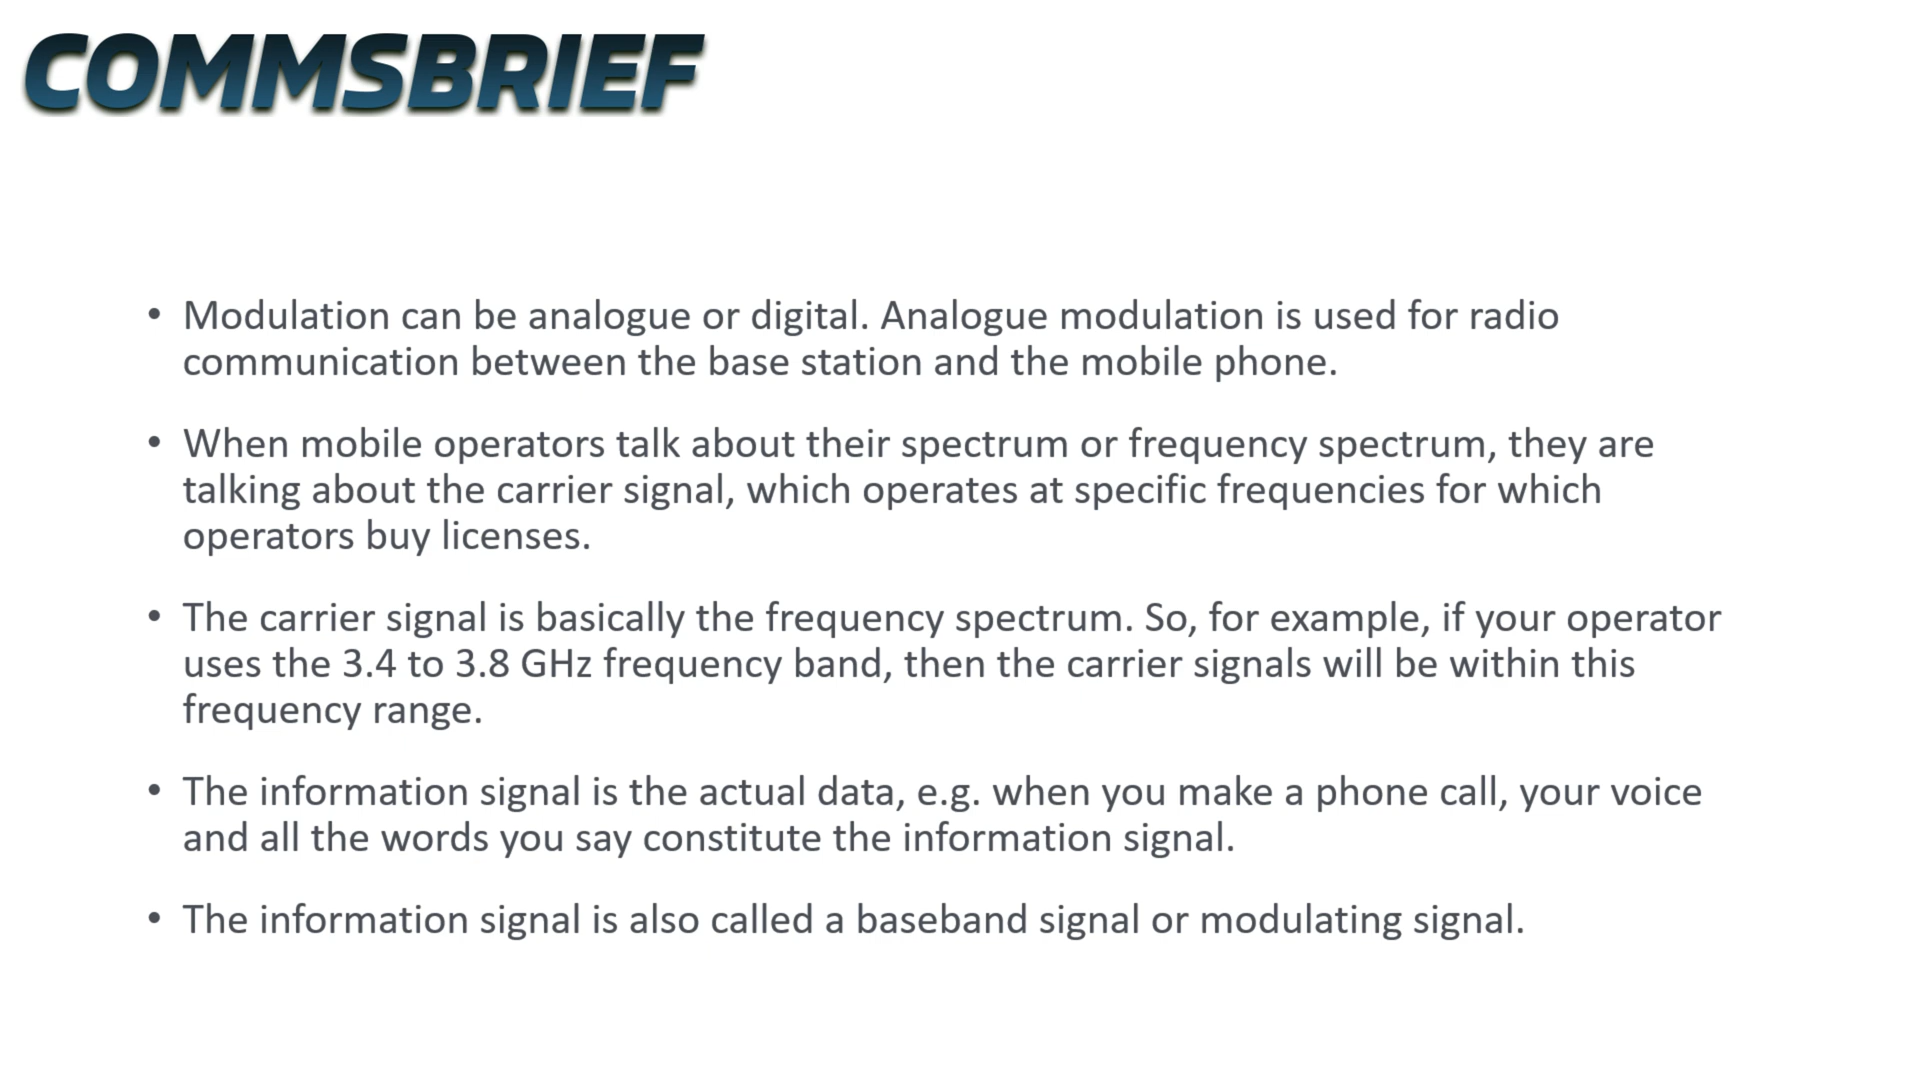 COMMSBRIEF
• Modulation can be analogue or digital. Analogue modulation is used for radio
communication between the base station and the mobile phone.
• When mobile operators talk about their spectrum or frequency spectrum, they are
talking about the carrier signal, which operates at specific frequencies for which
operators buy licenses.
• The carrier signal is basically the frequency spectrum. So, for example, if your operator
uses the 3.4 to 3.8 GHz frequency band, then the carrier signals will be within this
frequency range.
• The information signal is the actual data, e.g. when you make a phone call, your voice
and all the words you say constitute the information signal.
• The information signal is also called a baseband signal or modulating signal.